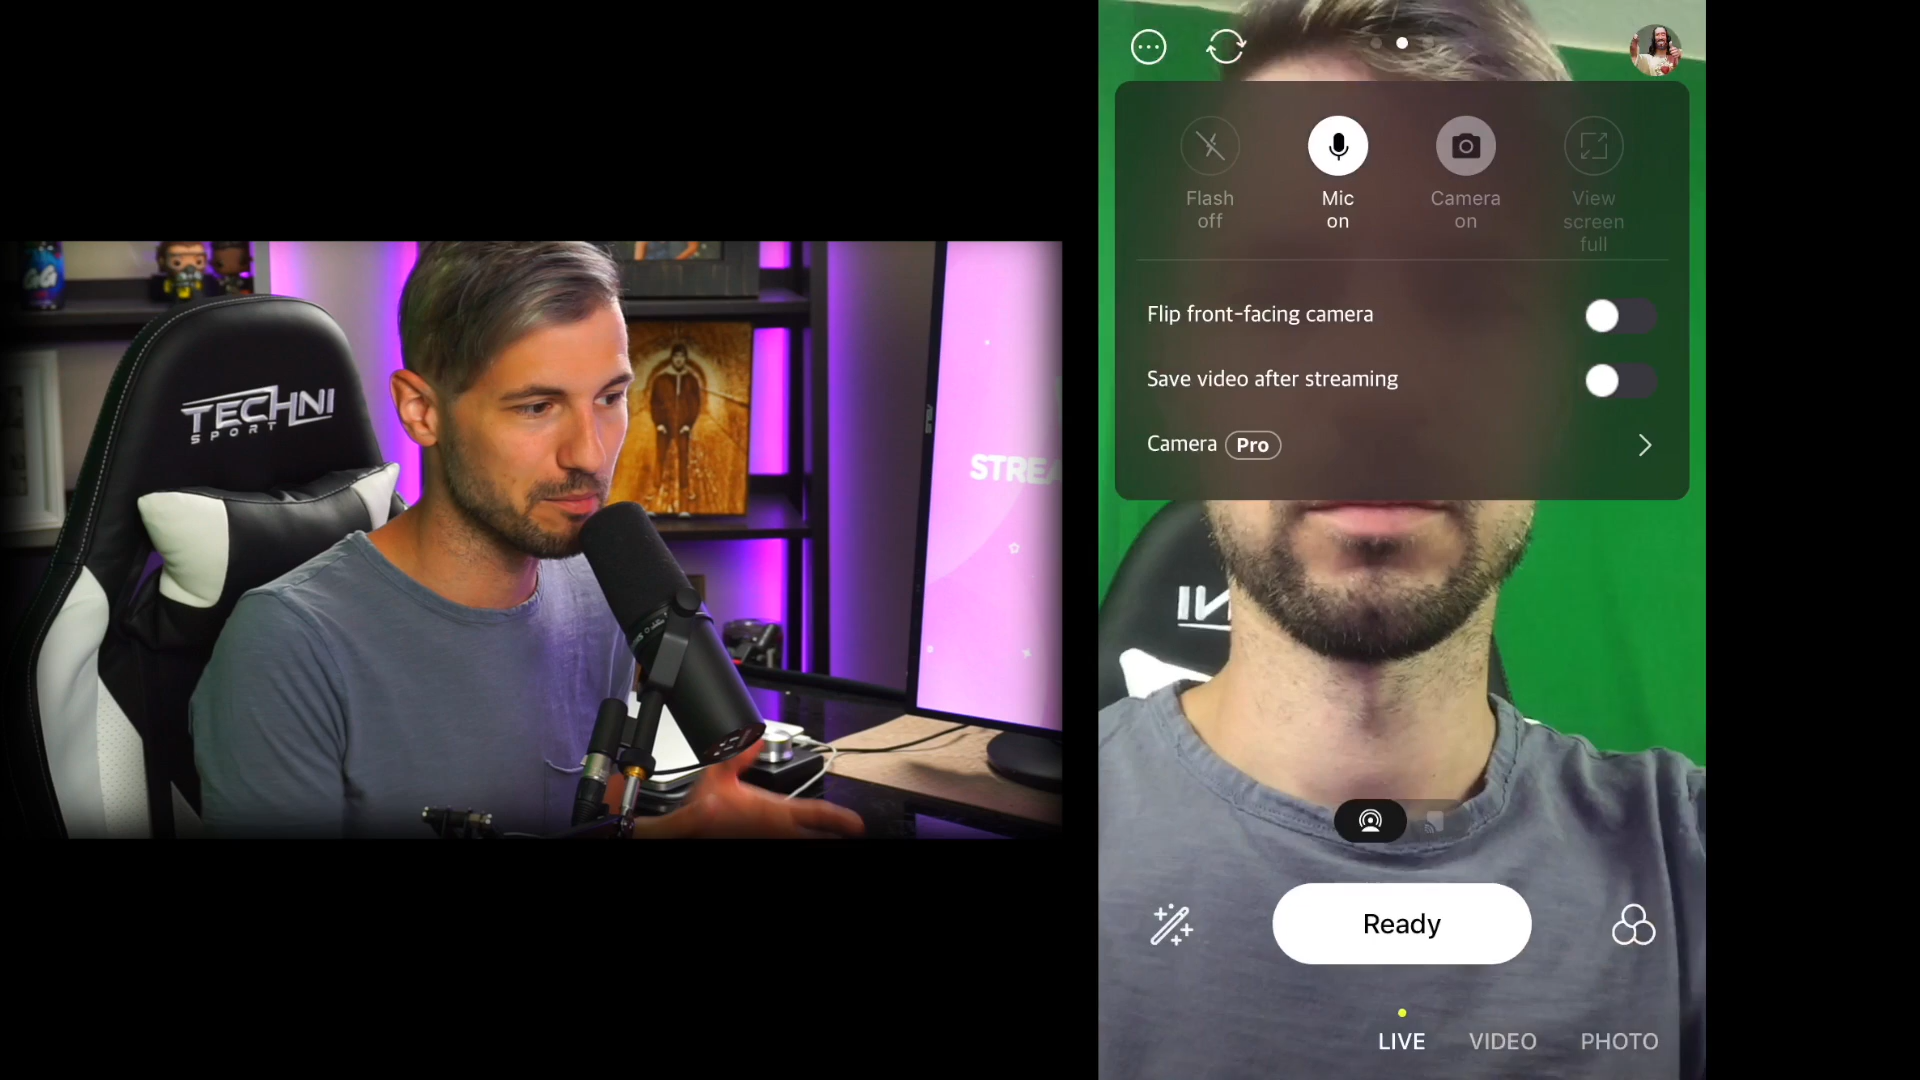 TECHNI
SPORT
STREA
Flash
off
Mic
on
Camera
on
View
screen
full
Flip front-facing camera
Save video after streaming
Camera Pro
Ready
LIVE VIDEO PHOTO